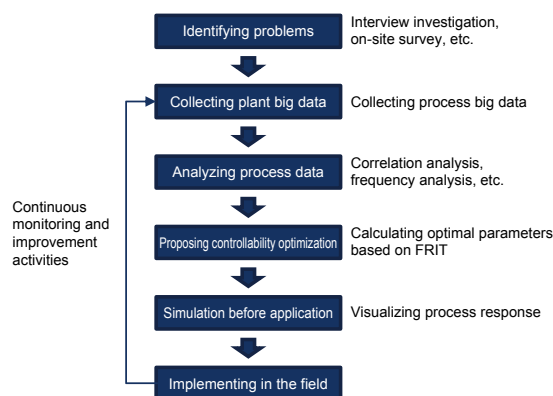 Identifying problems
Interview investigation,
on-site survey, etc.
Collecting plant big data
Collecting process big data
Analyzing process data
Correlation analysis,
frequency analysis, etc.
Continuous
monitoring and
improvement
activities
Proposing controllability optimization
Calculating optimal parameters
based on FRIT
Simulation before application
Visualizing process response
Implementing in the field